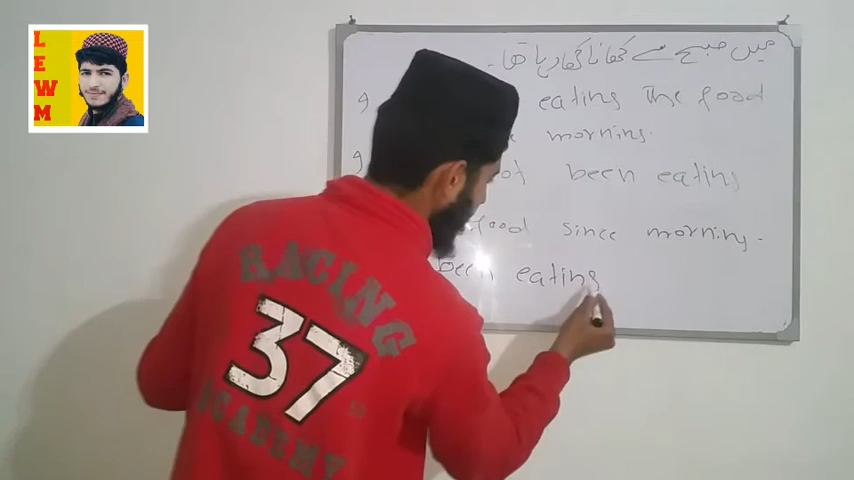 LEWM
میں صبح سے کھانا کھا رہا تھا۔
eating The food
morning.
been eating
food since morning.
been eating
RACING
37
ACADEMY